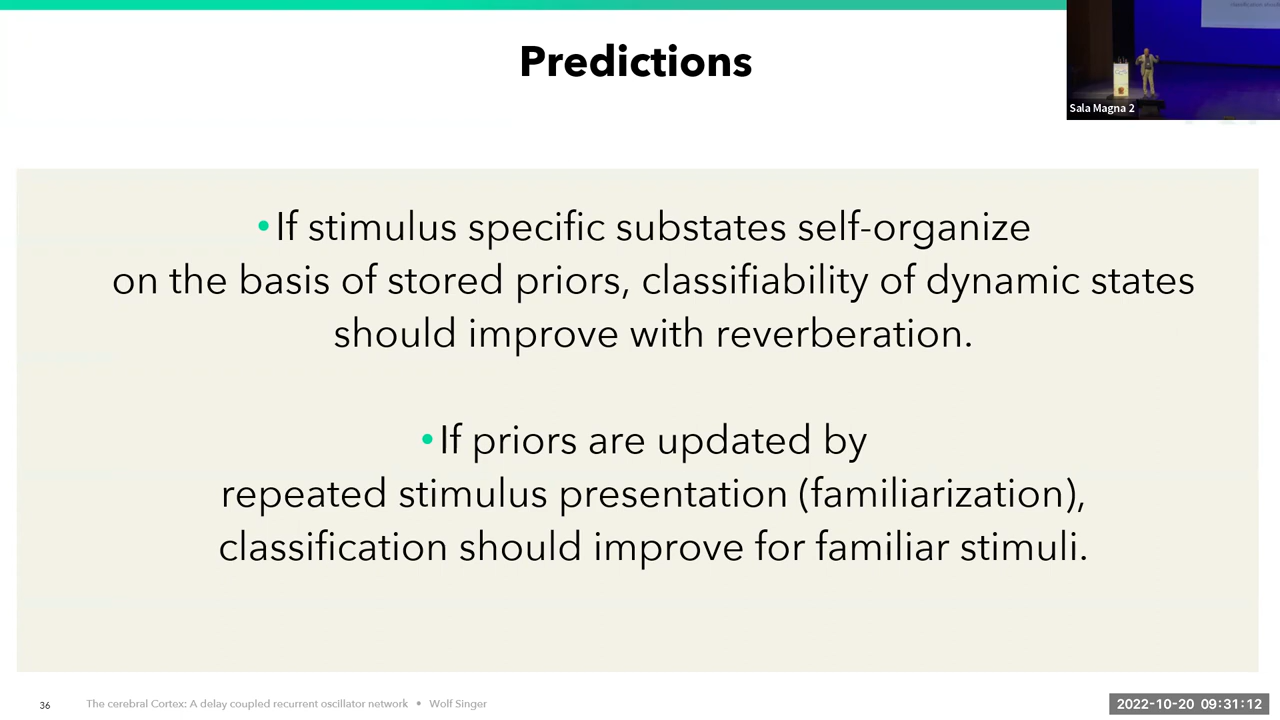 Predictions
Sala Magna 2
•If stimulus specific substates self-organize
on the basis of stored priors, classifiability of dynamic states
should improve with reverberation.
•If priors are updated by
repeated stimulus presentation (familiarization),
classification should improve for familiar stimuli.
36 The cerebral Cortex: A delay coupled recurrent oscillator network • Wolf Singer
2022-10-20 09:31:12